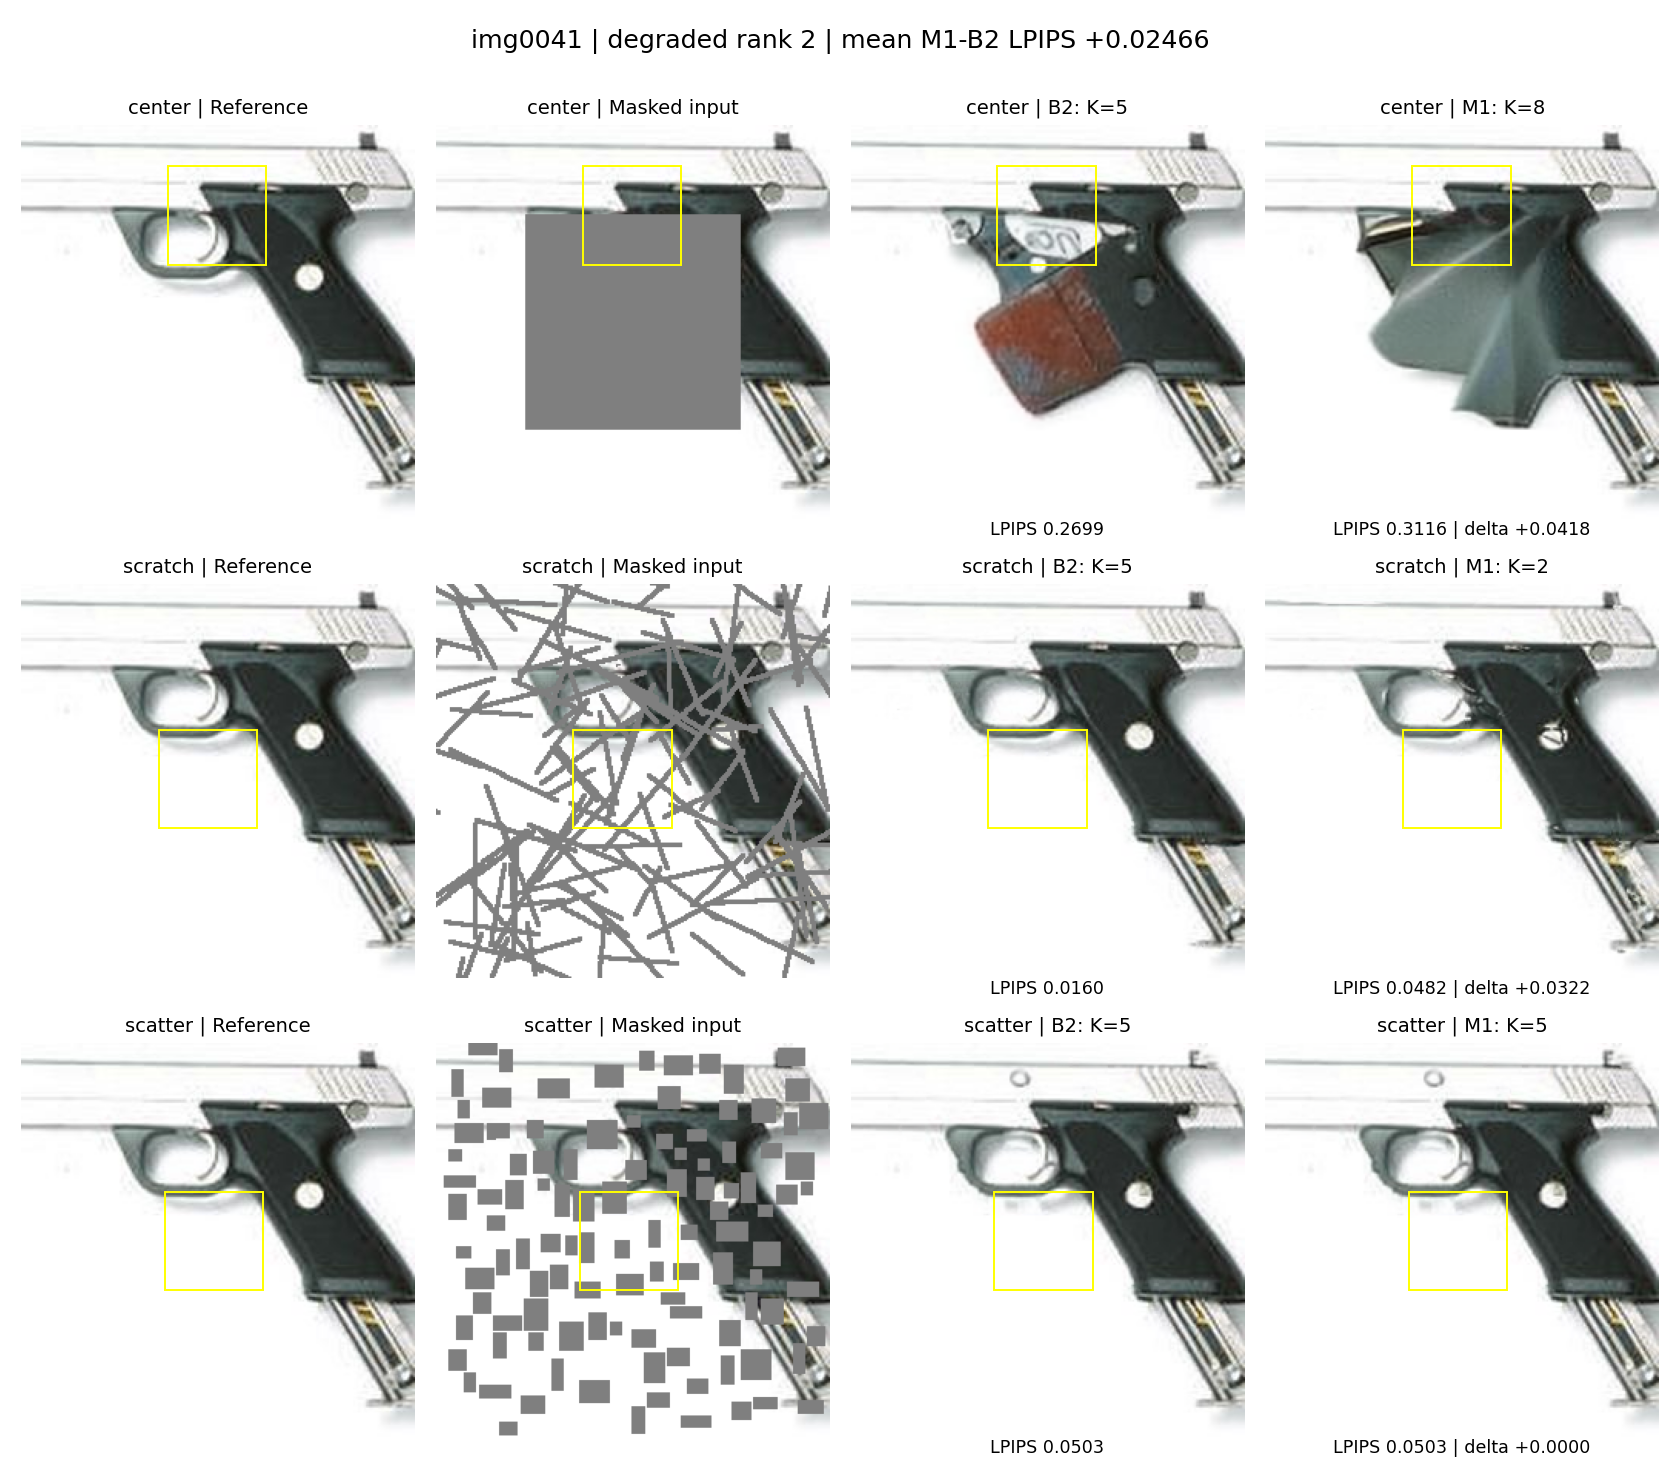 img0041 | degraded rank 2 | mean M1-B2 LPIPS +0.02466
center | Reference
center | Masked input
center | B2: K=5
center | M1: K=8
LPIPS 0.2699
LPIPS 0.3116 | delta +0.0418
scratch | Reference
scratch | Masked input
scratch | B2: K=5
scratch | M1: K=2
LPIPS 0.0160
LPIPS 0.0482 | delta +0.0322
scatter | Reference
scatter | Masked input
scatter | B2: K=5
scatter | M1: K=5
LPIPS 0.0503
LPIPS 0.0503 | delta +0.0000